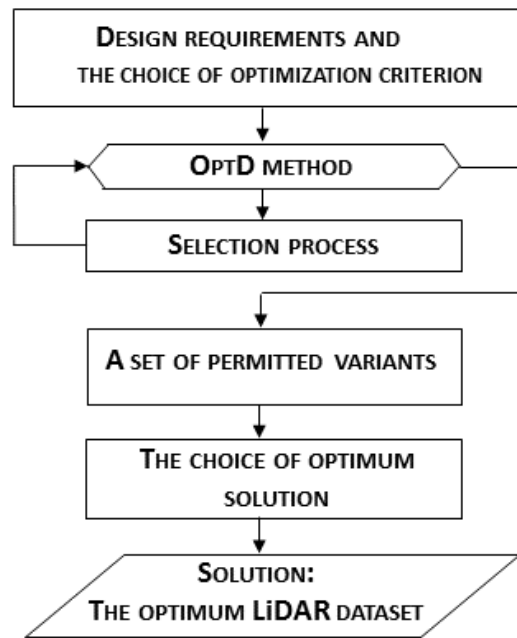 DESIGN REQUIREMENTS AND
THE CHOICE OF OPTIMIZATION CRITERION
OPTD METHOD
SELECTION PROCESS
A SET OF PERMITTED VARIANTS
THE CHOICE OF OPTIMUM
SOLUTION
SOLUTION:
THE OPTIMUM LiDAR DATASET